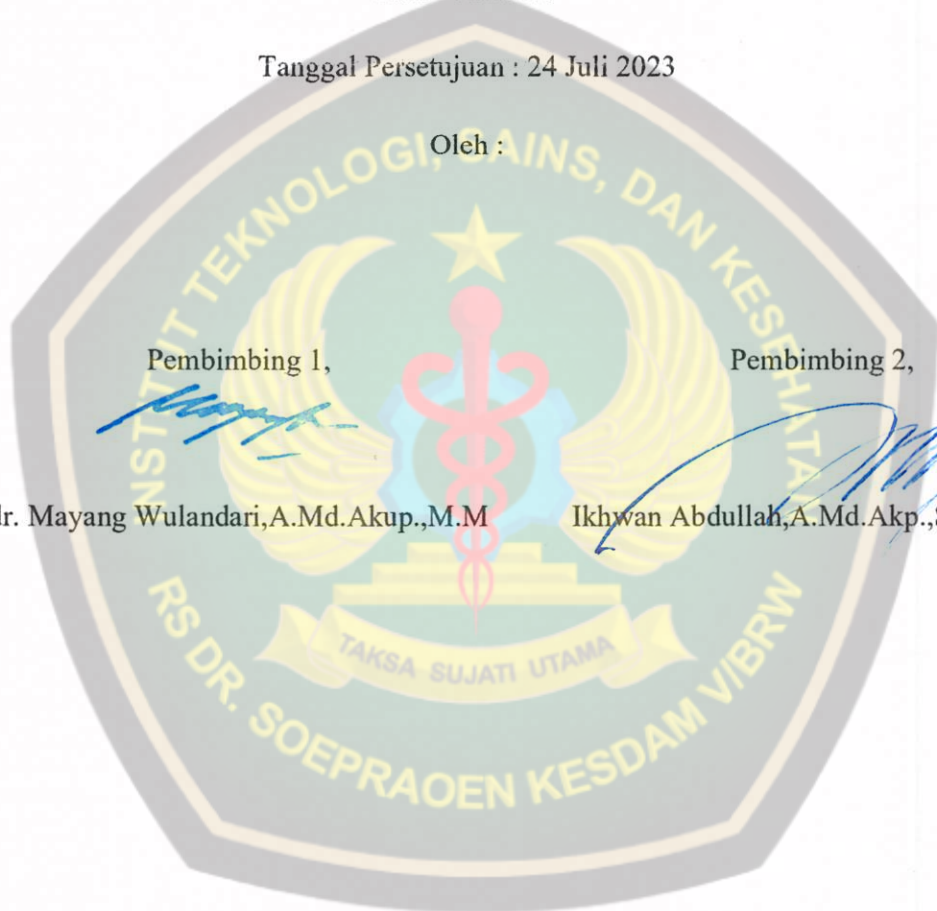 Tanggal Persetujuan : 24 Juli 2023
Oleh :
INSTITUT TEKNOLOGI, SAINS, DAN KESEHATAN
Pembimbing 1,
Pembimbing 2,
dr. Mayang Wulandari,A.Md.Akup.,M.M
Ikhwan Abdullah,A.Md.Akp.,
TAKSA SUJATI UTAMA
RS DR. SOEPRAOEN KESDAM V/BRW